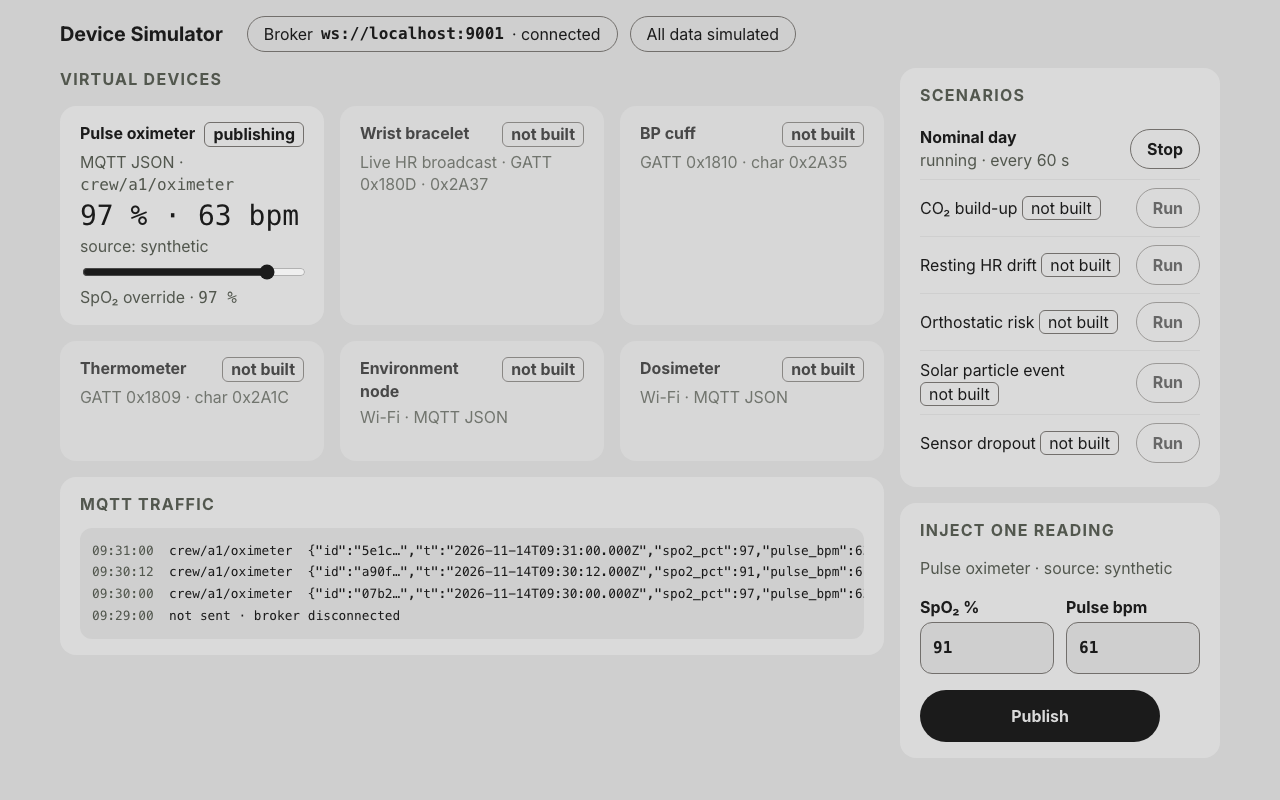 Device Simulator
Broker ws://localhost:9001 · connected
All data simulated
VIRTUAL DEVICES
Pulse oximeter publishing
MQTT JSON ·
crew/a1/oximeter
97 % · 63 bpm
source: synthetic
SpO₂ override · 97 %
Wrist bracelet not built
Live HR broadcast · GATT
0x180D · 0x2A37
BP cuff not built
GATT 0x1810 · char 0x2A35
Thermometer not built
GATT 0x1809 · char 0x2A1C
Environment not built
node
Wi-Fi · MQTT JSON
Dosimeter not built
Wi-Fi · MQTT JSON
MQTT TRAFFIC
09:31:00 crew/a1/oximeter {"id":"5e1c…","t":"2026-11-14T09:31:00.000Z","spo2_pct":97,"pulse_bpm":6
09:30:12 crew/a1/oximeter {"id":"a90f…","t":"2026-11-14T09:30:12.000Z","spo2_pct":91,"pulse_bpm":6
09:30:00 crew/a1/oximeter {"id":"07b2…","t":"2026-11-14T09:30:00.000Z","spo2_pct":97,"pulse_bpm":6
09:29:00 not sent · broker disconnected
SCENARIOS
Nominal day
running · every 60 s
Stop
CO₂ build-up not built Run
Resting HR drift not built Run
Orthostatic risk not built Run
Solar particle event
not built
Run
Sensor dropout not built Run
INJECT ONE READING
Pulse oximeter · source: synthetic
SpO₂ % Pulse bpm
91 61
Publish